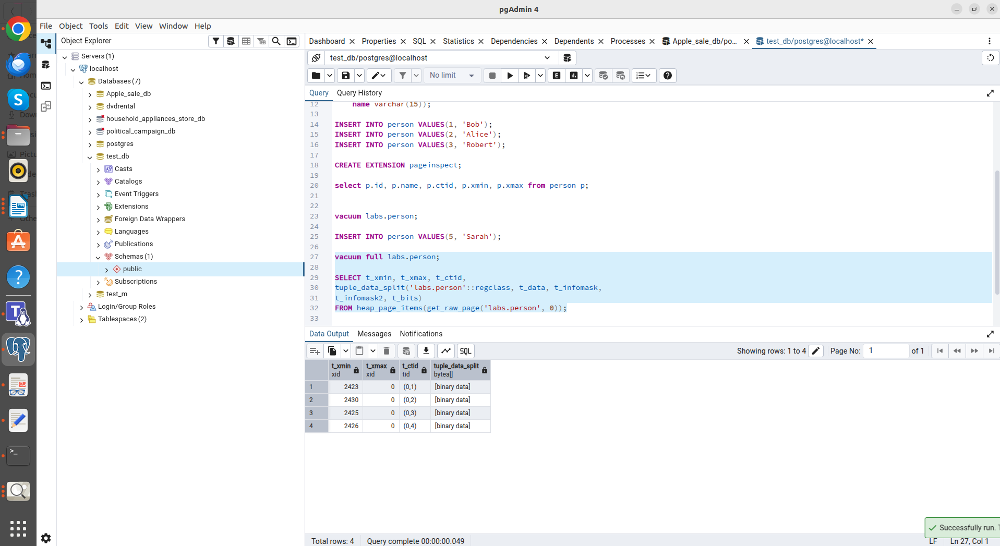 pgAdmin 4
File Object Tools Edit View Window Help
Object Explorer
Dashboard Properties SQL Statistics Dependencies Dependents Processes Apple_sale_db/po... test_db/postgres@localhost*
Servers (1)
localhost
Databases (7)
Apple_sale_db
dvdrental
household_appliances_store_db
political_campaign_db
postgres
test_db
Casts
Catalogs
Event Triggers
Extensions
Foreign Data Wrappers
Languages
Publications
Schemas (1)
public
Subscriptions
test_m
Login/Group Roles
Tablespaces (2)
test_db/postgres@localhost
No limit
E
Query Query History
12 name varchar(15));
13
14 INSERT INTO person VALUES(1, 'Bob');
15 INSERT INTO person VALUES(2, 'Alice');
16 INSERT INTO person VALUES(3, 'Robert');
17
18 CREATE EXTENSION pageinspect;
19
20 select p.id, p.name, p.ctid, p.xmin, p.xmax from person p;
21
22
23 vacuum labs.person;
24
25 INSERT INTO person VALUES(5, 'Sarah');
26
27 vacuum full labs.person;
28
29 SELECT t_xmin, t_xmax, t_ctid,
30 tuple_data_split('labs.person'::regclass, t_data, t_infomask,
31 t_infomask2, t_bits)
32 FROM heap_page_items(get_raw_page('labs.person', 0));
33
Data Output Messages Notifications
SQL Showing rows: 1 to 4 Page No: 1 of 1
t_xmin t_xmax t_ctid tuple_data_split
xid xid tid bytea[]
1 2423 0 (0,1) [binary data]
2 2430 0 (0,2) [binary data]
3 2425 0 (0,3) [binary data]
4 2426 0 (0,4) [binary data]
Successfully run.
Total rows: 4 Query complete 00:00:00.049 LF Ln 27, Col 1